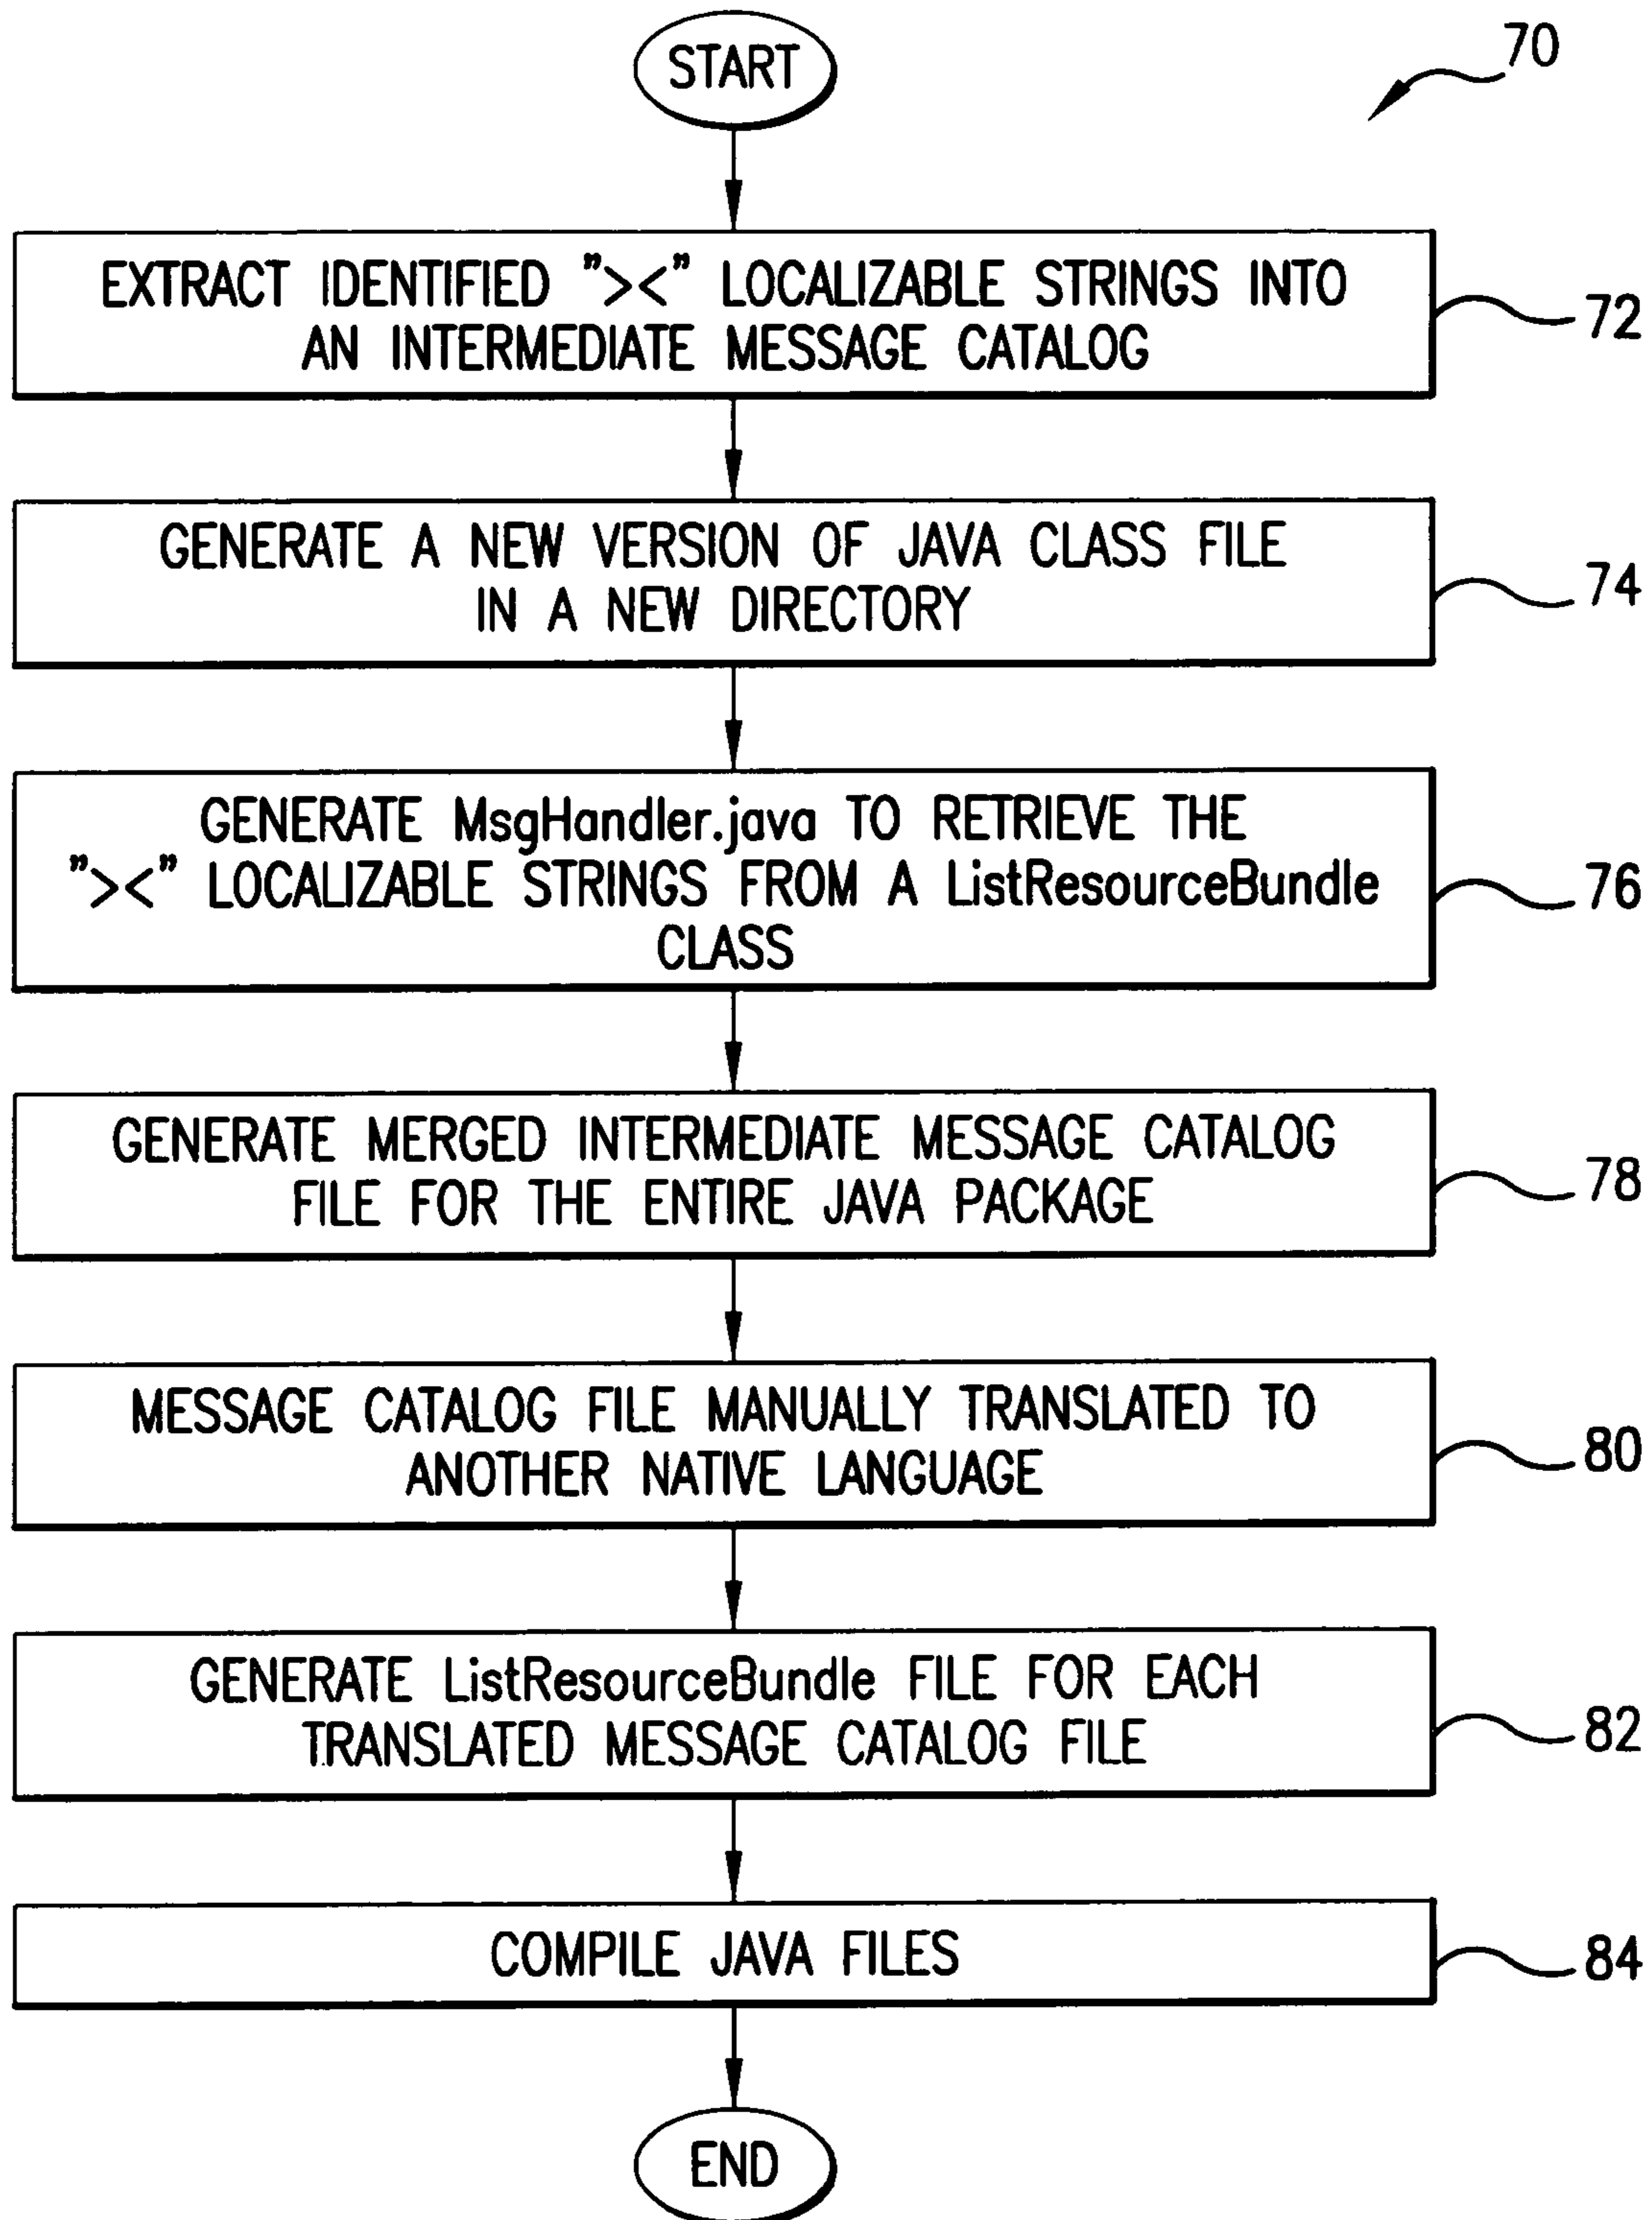 START
70
EXTRACT IDENTIFIED "><" LOCALIZABLE STRINGS INTO
AN INTERMEDIATE MESSAGE CATALOG
72
GENERATE A NEW VERSION OF JAVA CLASS FILE
IN A NEW DIRECTORY
74
GENERATE MsgHandler.java TO RETRIEVE THE
"><" LOCALIZABLE STRINGS FROM A ListResourceBundle
CLASS
76
GENERATE MERGED INTERMEDIATE MESSAGE CATALOG
FILE FOR THE ENTIRE JAVA PACKAGE
78
MESSAGE CATALOG FILE MANUALLY TRANSLATED TO
ANOTHER NATIVE LANGUAGE
80
GENERATE ListResourceBundle FILE FOR EACH
TRANSLATED MESSAGE CATALOG FILE
82
COMPILE JAVA FILES
84
END